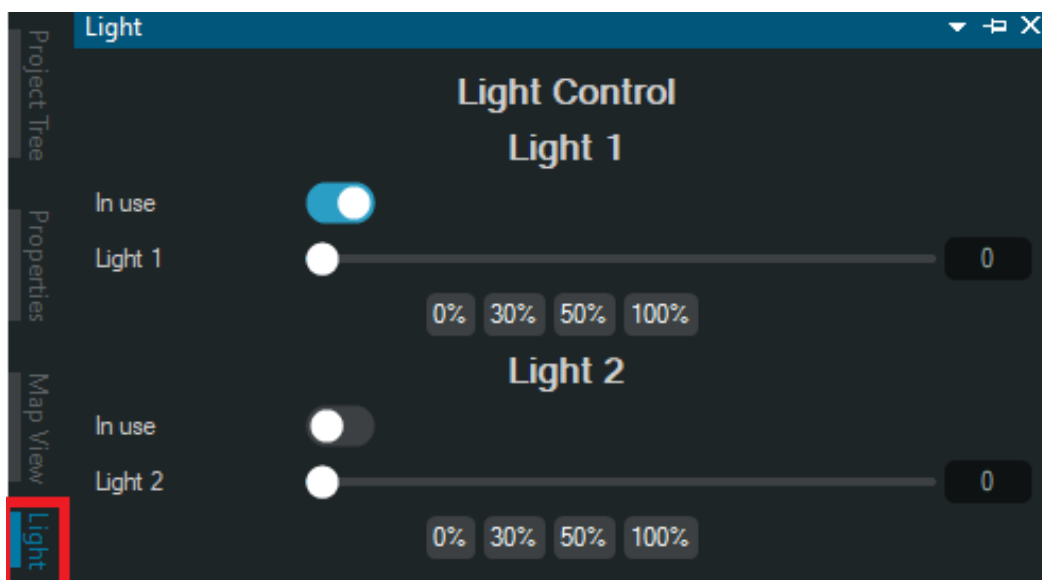 Project Tree
Properties
Map View
Light
Light
Light Control
Light 1
In use
Light 1
0
0% 30% 50% 100%
Light 2
In use
Light 2
0
0% 30% 50% 100%